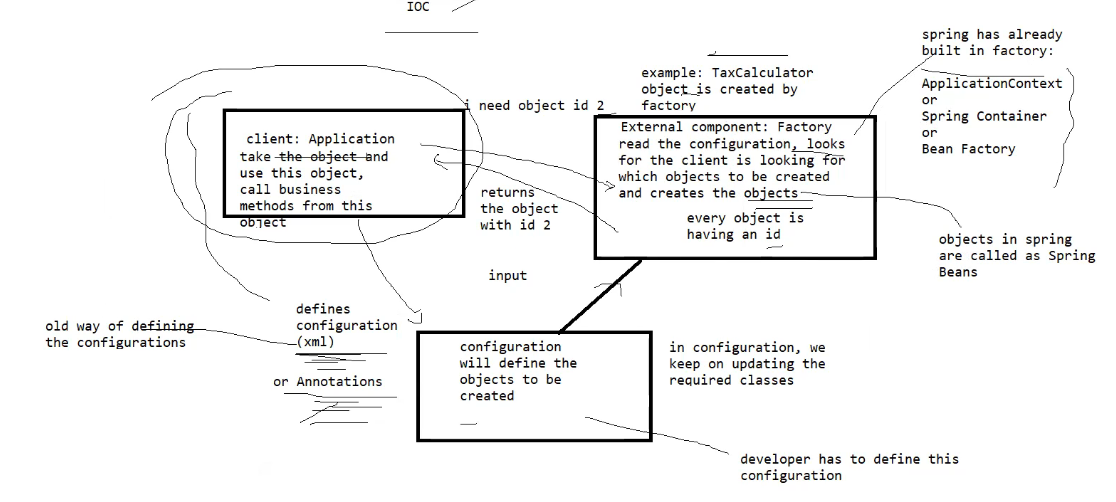 IOC
spring has already
built in factory:
ApplicationContext
or
Spring Container
or
Bean Factory
example: TaxCalculator
object is created by
factory
i need object id 2
client: Application
take the object and
use this object,
call business
methods from this
object
External component: Factory
read the configuration, looks
for the client is looking for
which objects to be created
and creates the objects
every object is
having an id
returns
the object
with id 2
objects in spring
are called as Spring
Beans
input
defines
configuration
(xml)
or Annotations
old way of defining
the configurations
configuration
will define the
objects to be
created
in configuration, we
keep on updating the
required classes
developer has to define this
configuration